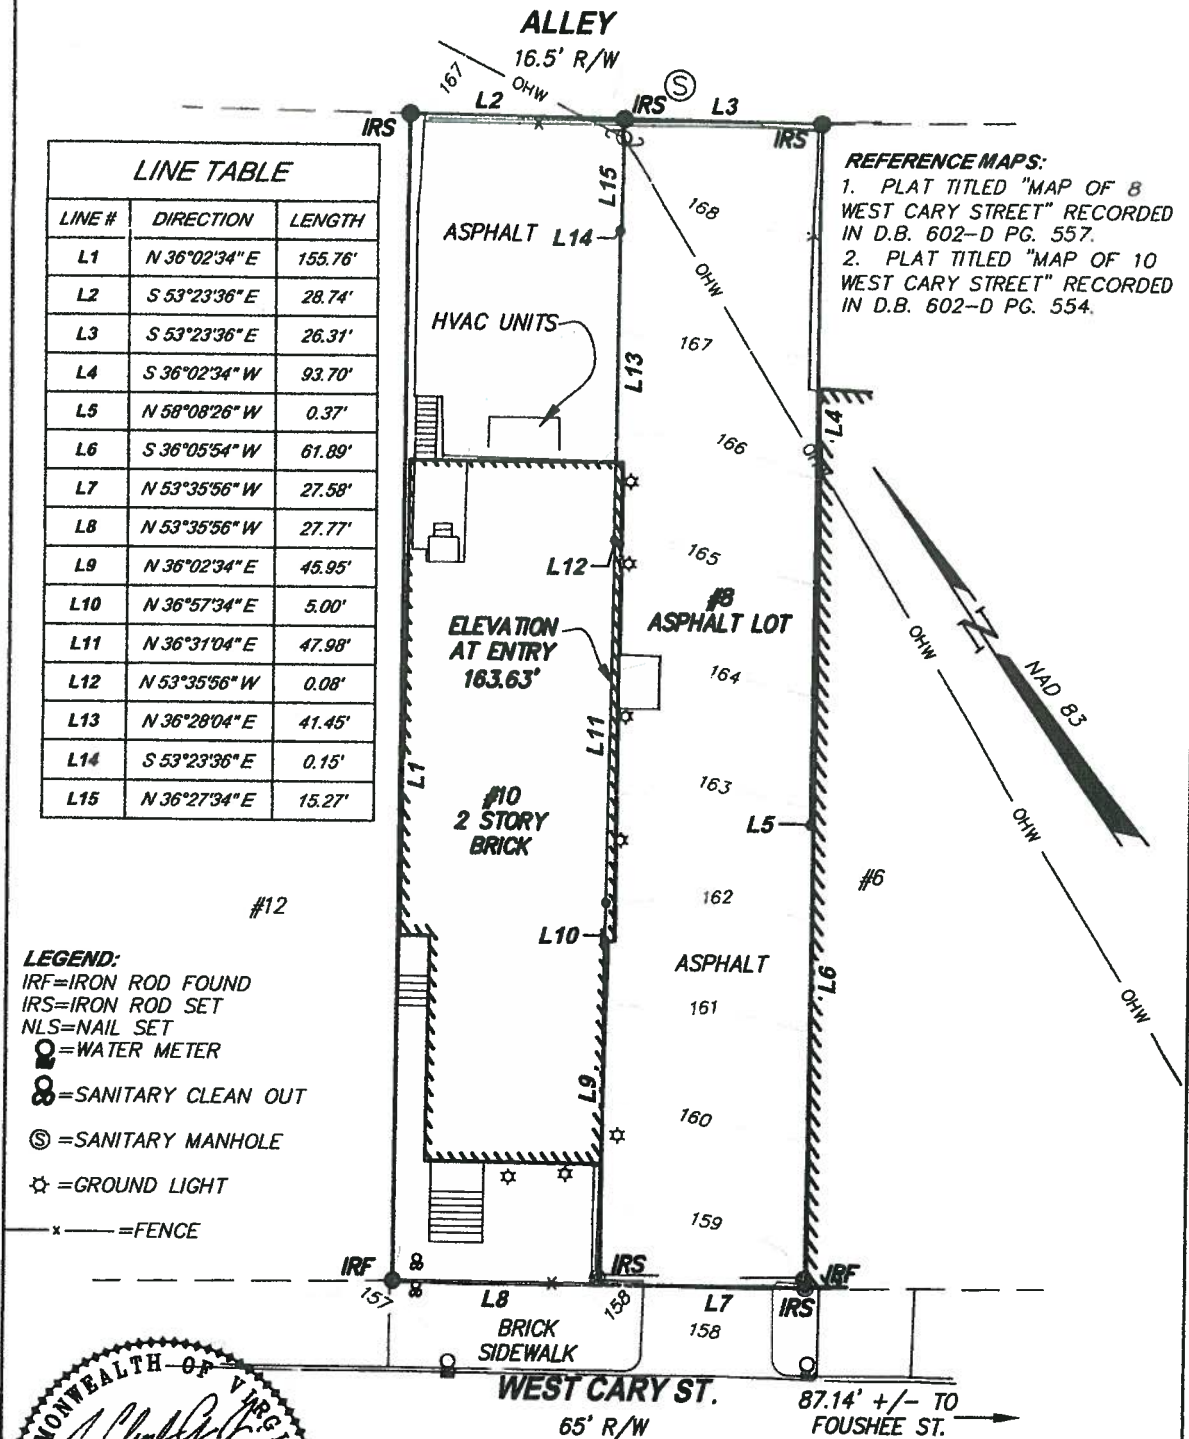 ALLEY
16.5' R/W
167
OHW
L2
IRS
S
L3
IRS
IRS
LINE TABLE
LINE # DIRECTION LENGTH
L1 N 36°02'34" E 155.76'
L2 S 53°23'36" E 28.74'
L3 S 53°23'36" E 26.31'
L4 S 36°02'34" W 93.70'
L5 N 58°08'26" W 0.37'
L6 S 36°05'54" W 61.89'
L7 N 53°35'56" W 27.58'
L8 N 53°35'56" W 27.77'
L9 N 36°02'34" E 45.95'
L10 N 36°57'34" E 5.00'
L11 N 36°31'04" E 47.98'
L12 N 53°35'56" W 0.08'
L13 N 36°28'04" E 41.45'
L14 S 53°23'36" E 0.15'
L15 N 36°27'34" E 15.27'
REFERENCE MAPS:
1. PLAT TITLED "MAP OF 8
WEST CARY STREET" RECORDED
IN D.B. 602-D PG. 557.
2. PLAT TITLED "MAP OF 10
WEST CARY STREET" RECORDED
IN D.B. 602-D PG. 554.
L15
168
ASPHALT L14
OHW
HVAC UNITS
167
L13
L4
166
OHW
165
L12
#8
ASPHALT LOT
ELEVATION
AT ENTRY
163.63'
164
OHW
N
NAD 83
L11
L1
163
#10
2 STORY
BRICK
L5
OHW
#6
162
#12
L10
ASPHALT
L6
161
OHW
LEGEND:
IRF=IRON ROD FOUND
IRS=IRON ROD SET
NLS=NAIL SET
=WATER METER
=SANITARY CLEAN OUT
S =SANITARY MANHOLE
=GROUND LIGHT
x =FENCE
L9
160
159
IRF
IRS
IRF
157
L8
158
L7
IRS
158
BRICK
SIDEWALK
WEST CARY ST.
65' R/W
87.14' +/- TO
FOUSHEE ST.
MONWEALTH OF VIRGI